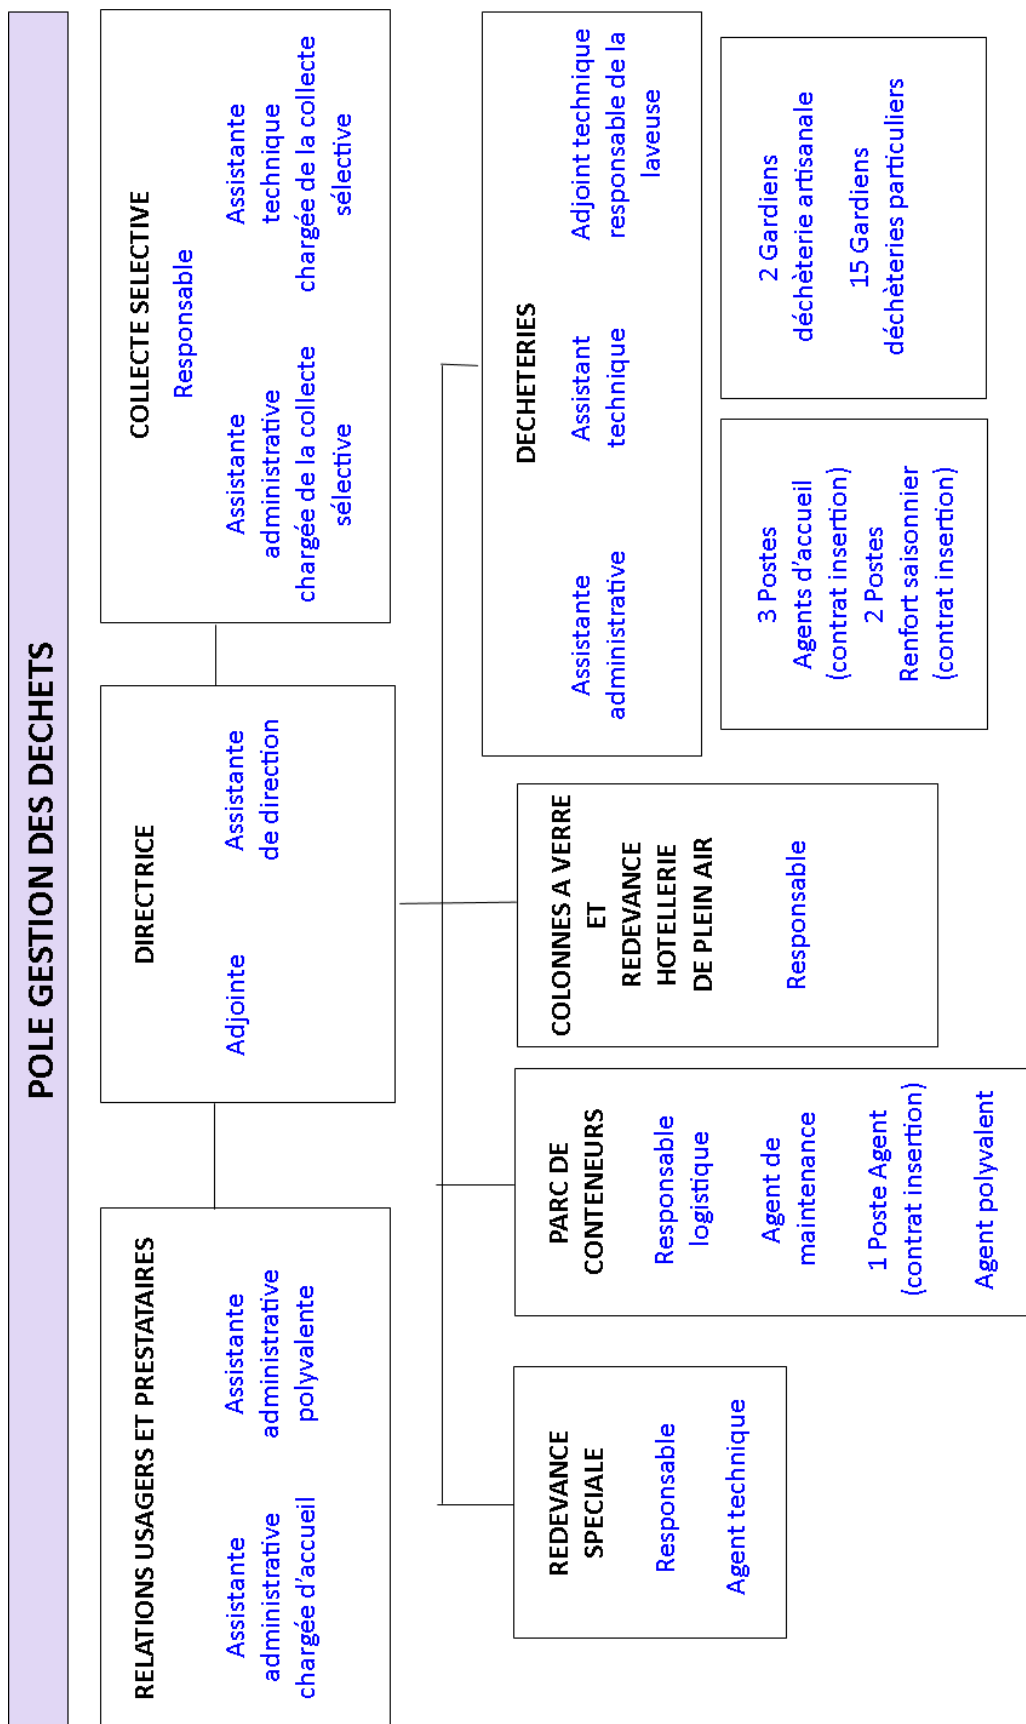 POLE GESTION DES DECHETS
RELATIONS USAGERS ET PRESTATAIRES
Assistante
administrative
chargée d'accueil
Assistante
administrative
polyvalente
DIRECTRICE
Adjointe
Assistante
de direction
COLLECTE SELECTIVE
Responsable
Assistante
administrative
chargée de la collecte
sélective
Assistante
technique
chargée de la collecte
sélective
REDEVANCE
SPECIALE
Responsable
Agent technique
PARC DE
CONTENEURS
Responsable
logistique
Agent de
maintenance
1 Poste Agent
(contrat insertion)
Agent polyvalent
COLONNES A VERRE
ET
REDEVANCE
HOTELLERIE
DE PLEIN AIR
Responsable
DECHETERIES
Assistante
administrative
Assistant
technique
Adjoint technique
responsable de la
laveuse
3 Postes
Agents d'accueil
(contrat insertion)
2 Postes
Renfort saisonnier
(contrat insertion)
2 Gardiens
déchèterie artisanale
15 Gardiens
déchèteries particuliers